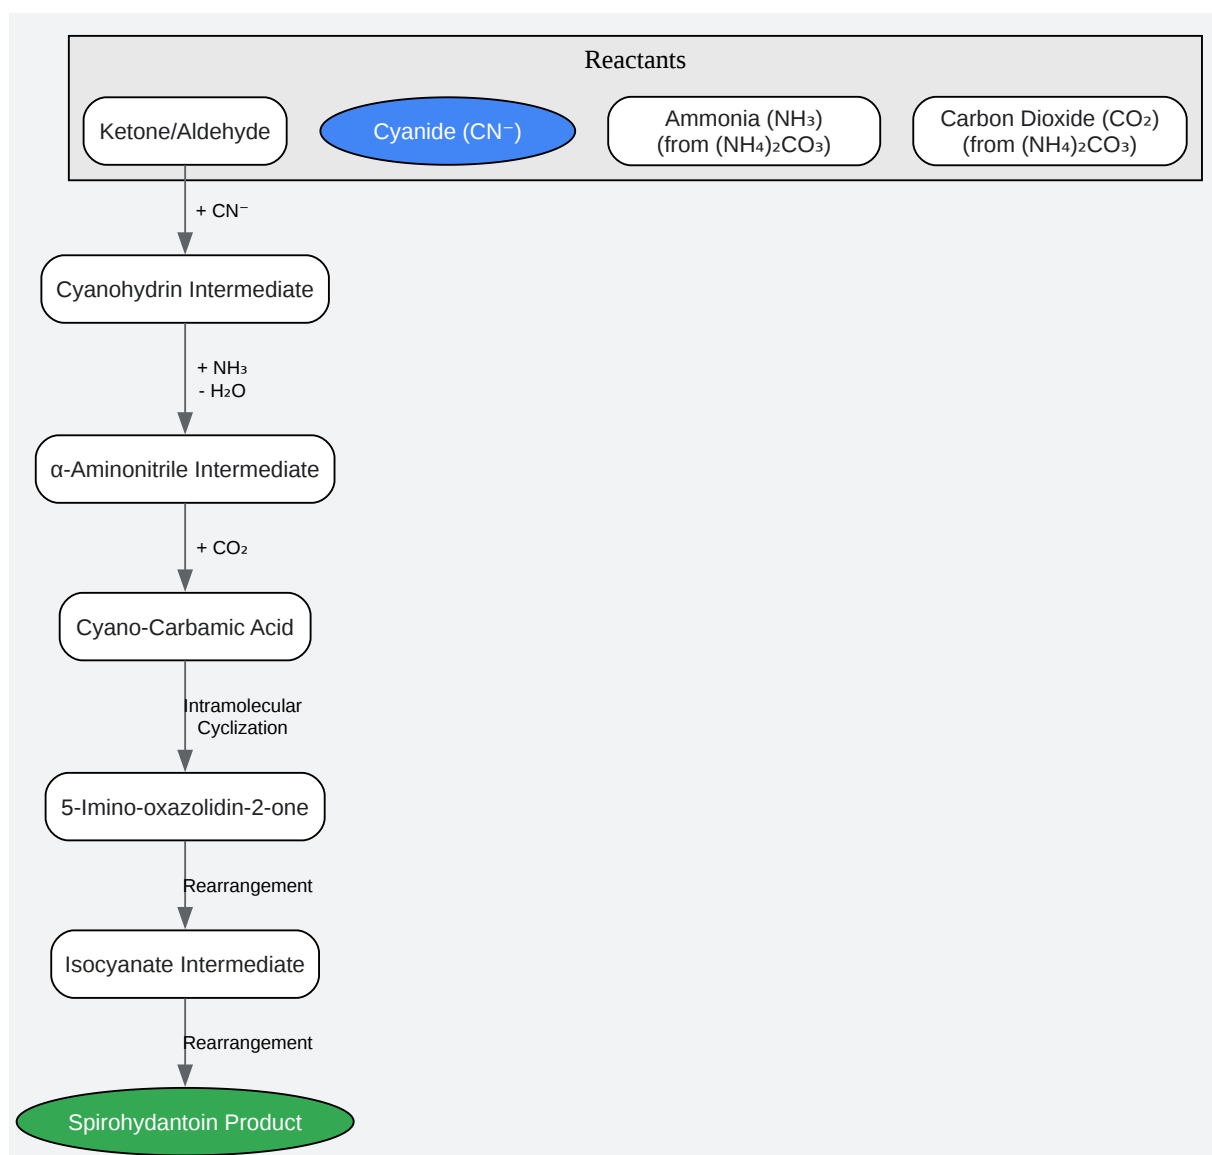 Reactants
Ketone/Aldehyde
Cyanide (CN⁻)
Ammonia (NH₃)
(from (NH₄)₂CO₃)
Carbon Dioxide (CO₂)
(from (NH₄)₂CO₃)
+ CN⁻
Cyanohydrin Intermediate
+ NH₃
- H₂O
α-Aminonitrile Intermediate
+ CO₂
Cyano-Carbamic Acid
Intramolecular
Cyclization
5-Imino-oxazolidin-2-one
Rearrangement
Isocyanate Intermediate
Rearrangement
Spirohydantoin Product